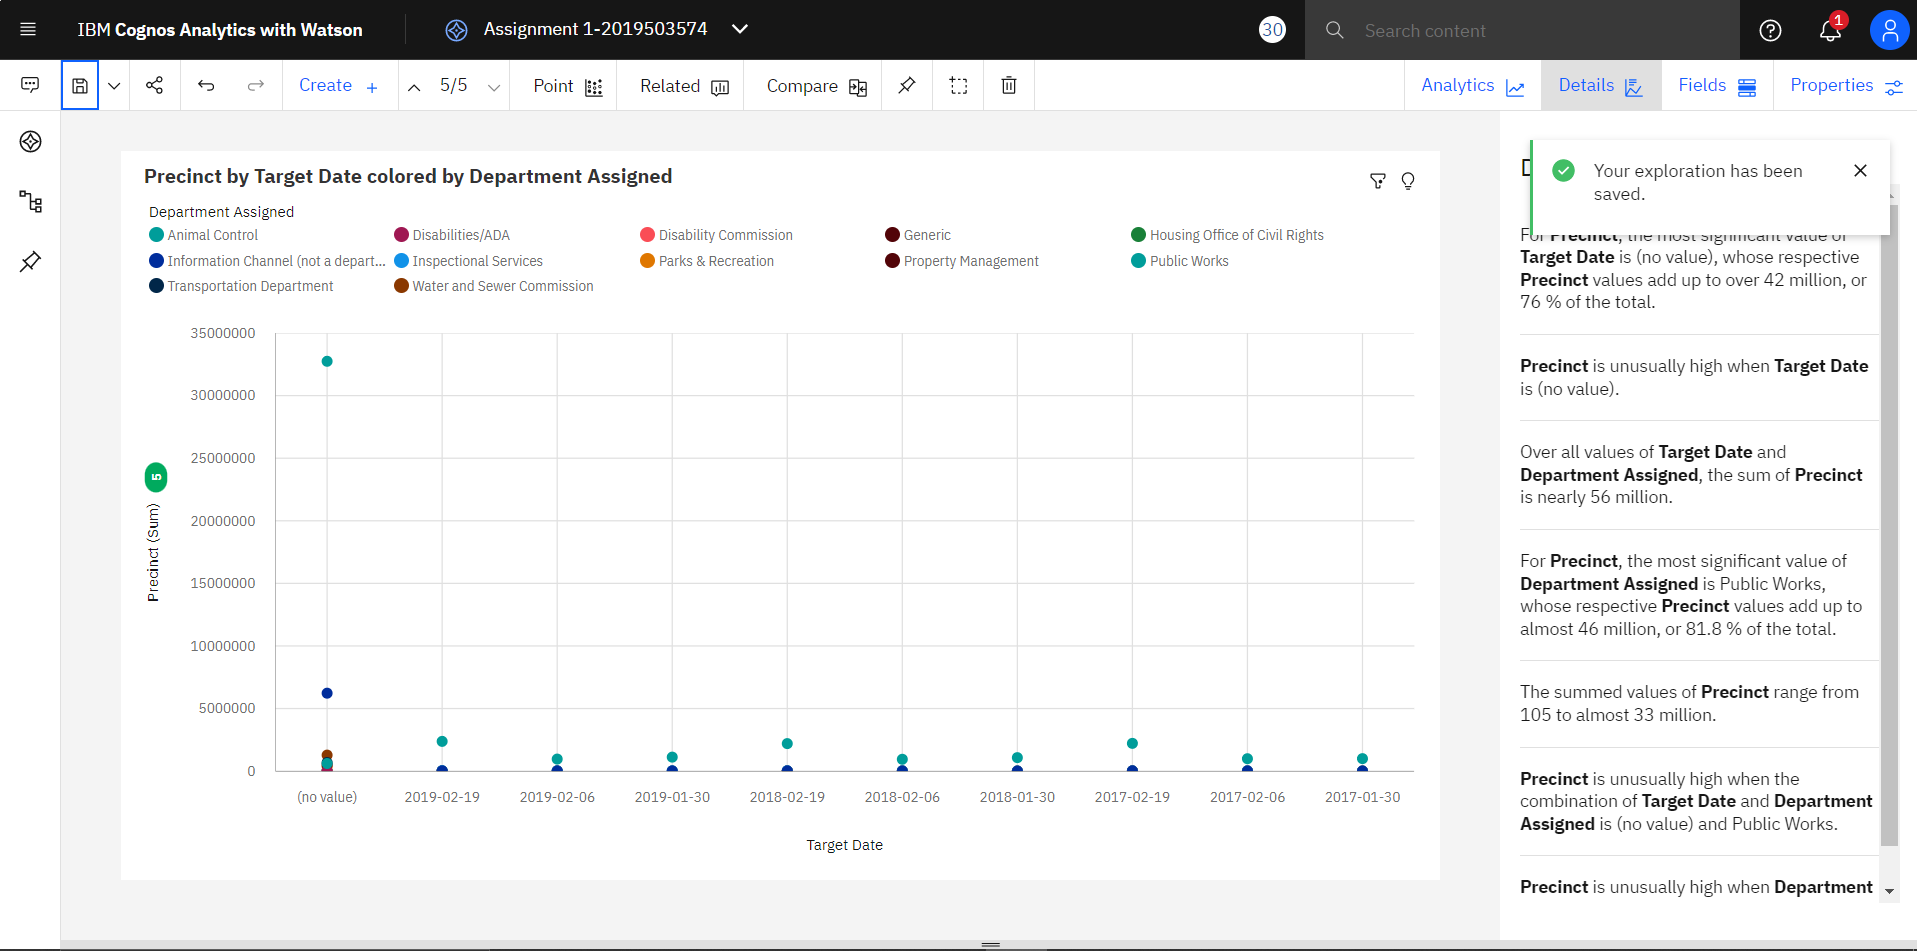 IBM Cognos Analytics with Watson
Assignment 1-2019503574
30
Search content
1
Create
5/5
Point
Related
Compare
Analytics
Details
Fields
Properties
Your exploration has been
saved.
Precinct by Target Date colored by Department Assigned
Department Assigned
Animal Control
Disabilities/ADA
Disability Commission
Generic
Housing Office of Civil Rights
Information Channel (not a depart...
Inspectional Services
Parks & Recreation
Property Management
Public Works
Transportation Department
Water and Sewer Commission
35000000
30000000
25000000
20000000
15000000
10000000
5000000
0
5
Precinct (Sum)
(no value)
2019-02-19
2019-02-06
2019-01-30
2018-02-19
2018-02-06
2018-01-30
2017-02-19
2017-02-06
2017-01-30
Target Date
For Precinct, the most significant value of
Target Date is (no value), whose respective
Precinct values add up to over 42 million, or
76 % of the total.
Precinct is unusually high when Target Date
is (no value).
Over all values of Target Date and
Department Assigned, the sum of Precinct
is nearly 56 million.
For Precinct, the most significant value of
Department Assigned is Public Works,
whose respective Precinct values add up to
almost 46 million, or 81.8 % of the total.
The summed values of Precinct range from
105 to almost 33 million.
Precinct is unusually high when the
combination of Target Date and Department
Assigned is (no value) and Public Works.
Precinct is unusually high when Department